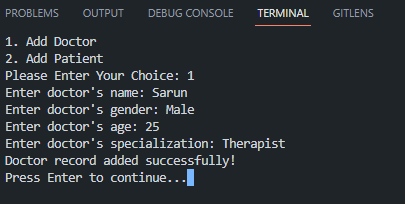 PROBLEMS OUTPUT DEBUG CONSOLE TERMINAL GITLENS
1. Add Doctor
2. Add Patient
Please Enter Your Choice: 1
Enter doctor's name: Sarun
Enter doctor's gender: Male
Enter doctor's age: 25
Enter doctor's specialization: Therapist
Doctor record added successfully!
Press Enter to continue...